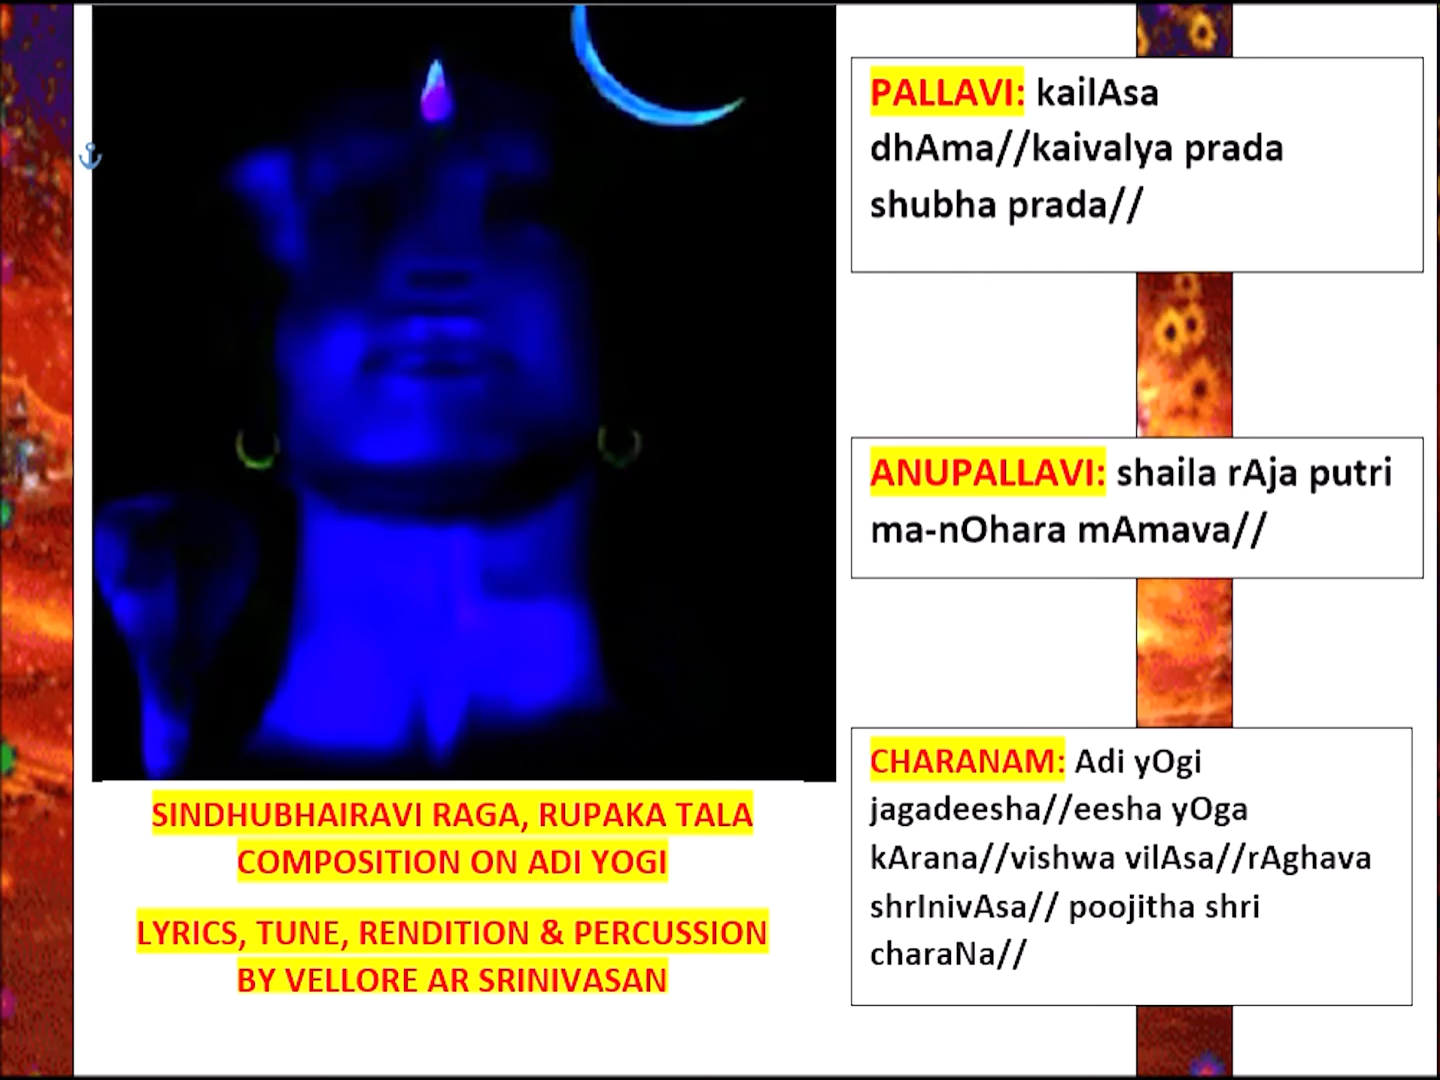 PALLAVI: kailAsa
dhAma//kaivalya prada
shubha prada//
ANUPALLAVI: shaila rAja putri
ma-nOhara mAmava//
CHARANAM: Adi yOgi
jagadeesha//eesha yOga
kArana//vishwa vilAsa//rAghava
shrInivAsa// poojitha shri
charaNa//
SINDHUBHAIRAVI RAGA, RUPAKA TALA
COMPOSITION ON ADI YOGI
LYRICS, TUNE, RENDITION & PERCUSSION
BY VELLORE AR SRINIVASAN